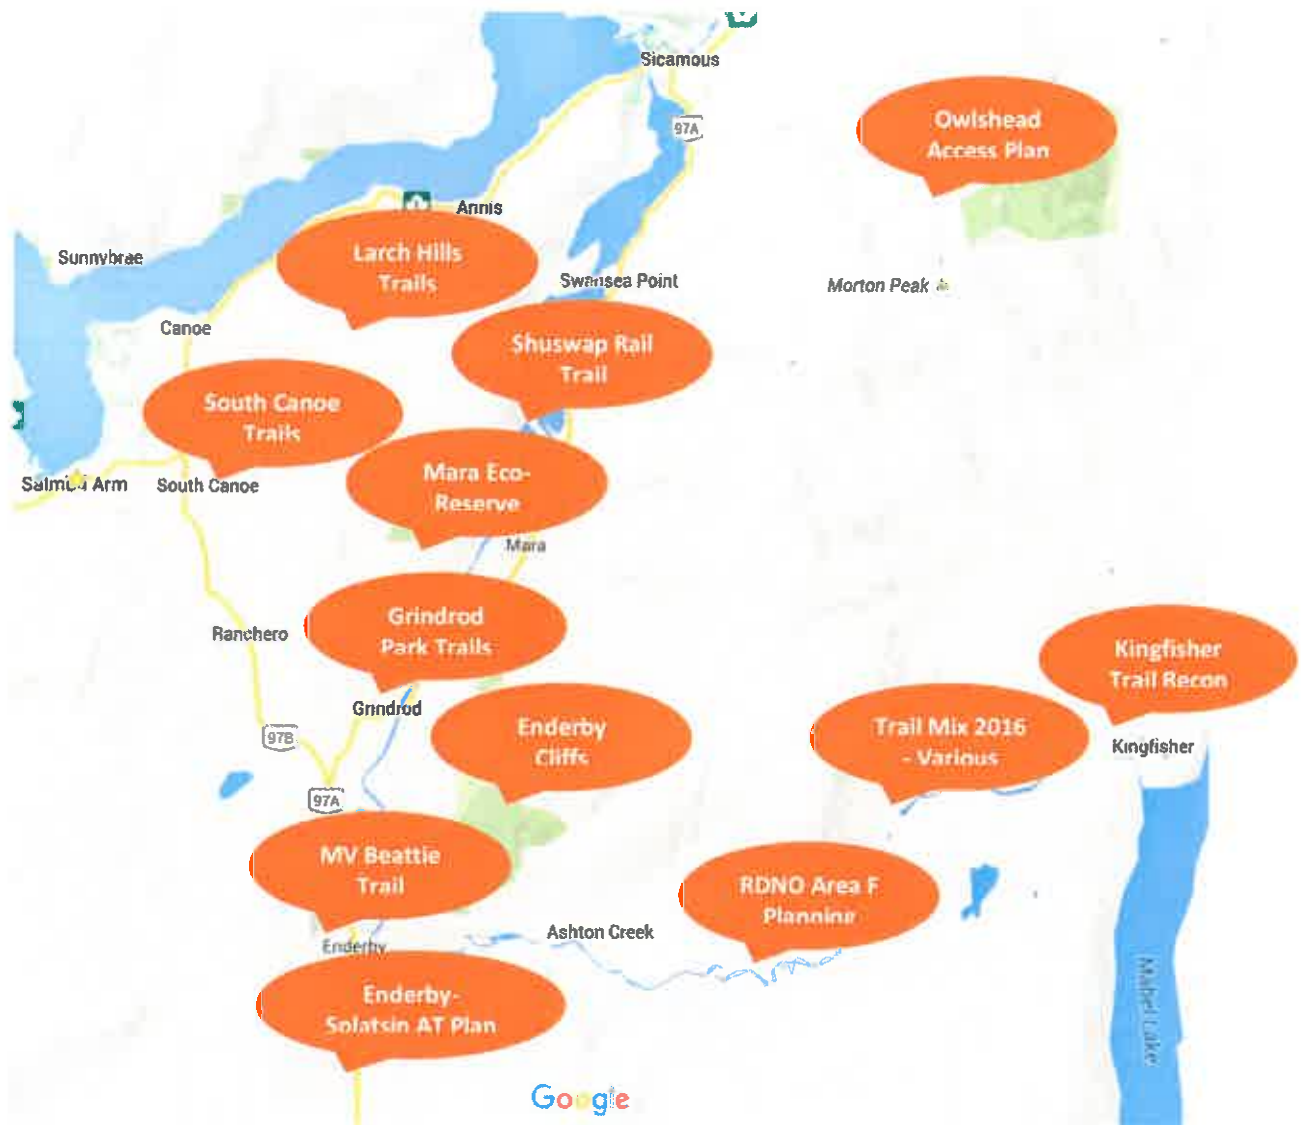 Sicamous
97A
Owlshead
Access Plan
Annis
Larch Hills
Trails
Sunnybrae
Swansea Point
Morton Peak
Canoe
Shuswap Rail
Trail
South Canoe
Trails
Mara Eco-
Reserve
Salmon Arm
South Canoe
Mara
Grindrod
Park Trails
Ranchero
Kingfisher
Trail Recon
Grindrod
Enderby
Cliffs
Trail Mix 2016
- Various
97B
Kingfisher
97A
MV Beattie
Trail
RDNO Area F
Planning
Ashton Creek
Enderby
Enderby-
Splatsin AT Plan
Mabel Lake
Google